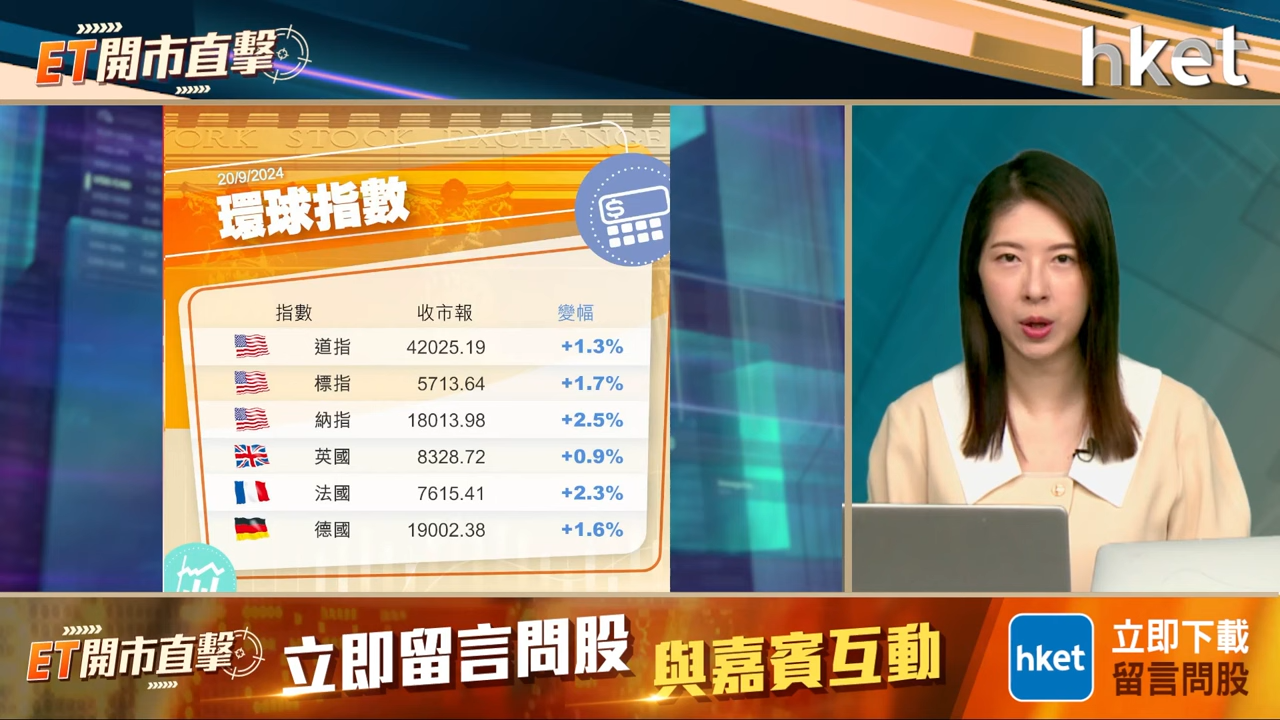 ET開市直擊
hket
YORK STOCK EXCHANGE
20/9/2024
環球指數
指數 收市報 變幅
道指 42025.19 +1.3%
標指 5713.64 +1.7%
納指 18013.98 +2.5%
英國 8328.72 +0.9%
法國 7615.41 +2.3%
德國 19002.38 +1.6%
ET開市直擊
立即留言問股 與嘉賓互動
hket
立即下載
留言問股